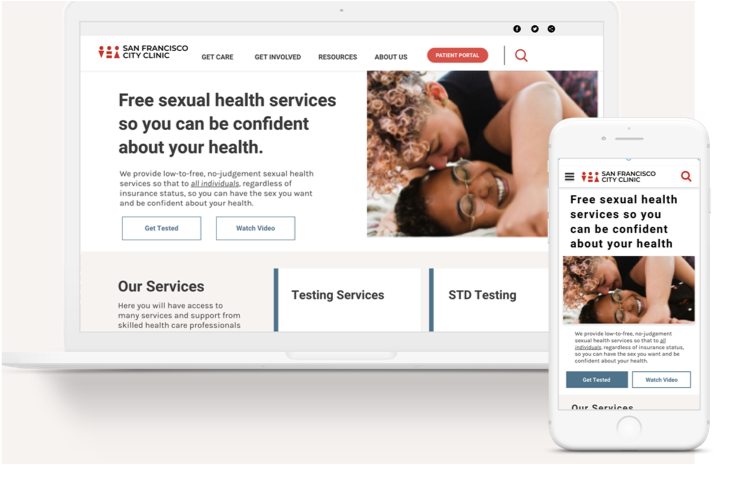 SAN FRANCISCO
CITY CLINIC
GET CARE
GET INVOLVED
RESOURCES
ABOUT US
PATIENT PORTAL
Free sexual health services
so you can be confident
about your health.
We provide low-to-free, no-judgement sexual health
services so that to all individuals, regardless of
insurance status, so you can have the sex you want
and be confident about your health.
Get Tested
Watch Video
Our Services
Here you will have access to
many services and support from
skilled health care professionals
Testing Services
STD Testing
SAN FRANCISCO
CITY CLINIC
Free sexual health
services so you
can be confident
about your health
We provide low-to-free, no-judgement
sexual health services so that to all
individuals, regardless of insurance status,
so you can have the sex you want and be
confident about your health.
Get Tested
Watch Video
Our Services